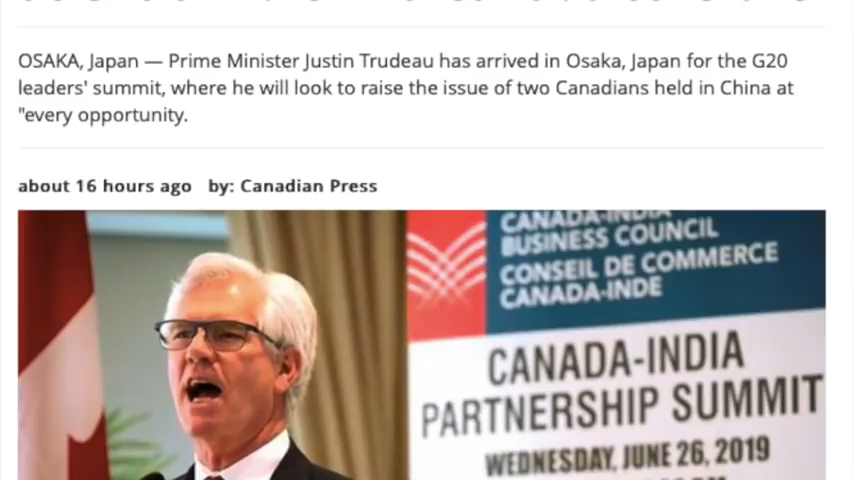 OSAKA, Japan — Prime Minister Justin Trudeau has arrived in Osaka, Japan for the G20
leaders' summit, where he will look to raise the issue of two Canadians held in China at
"every opportunity.
about 16 hours ago by: Canadian Press
CANADA-INDIA
BUSINESS COUNCIL
CONSEIL DE COMMERCE
CANADA-INDE
CANADA-INDIA
PARTNERSHIP SUMMIT
WEDNESDAY, JUNE 26, 2019